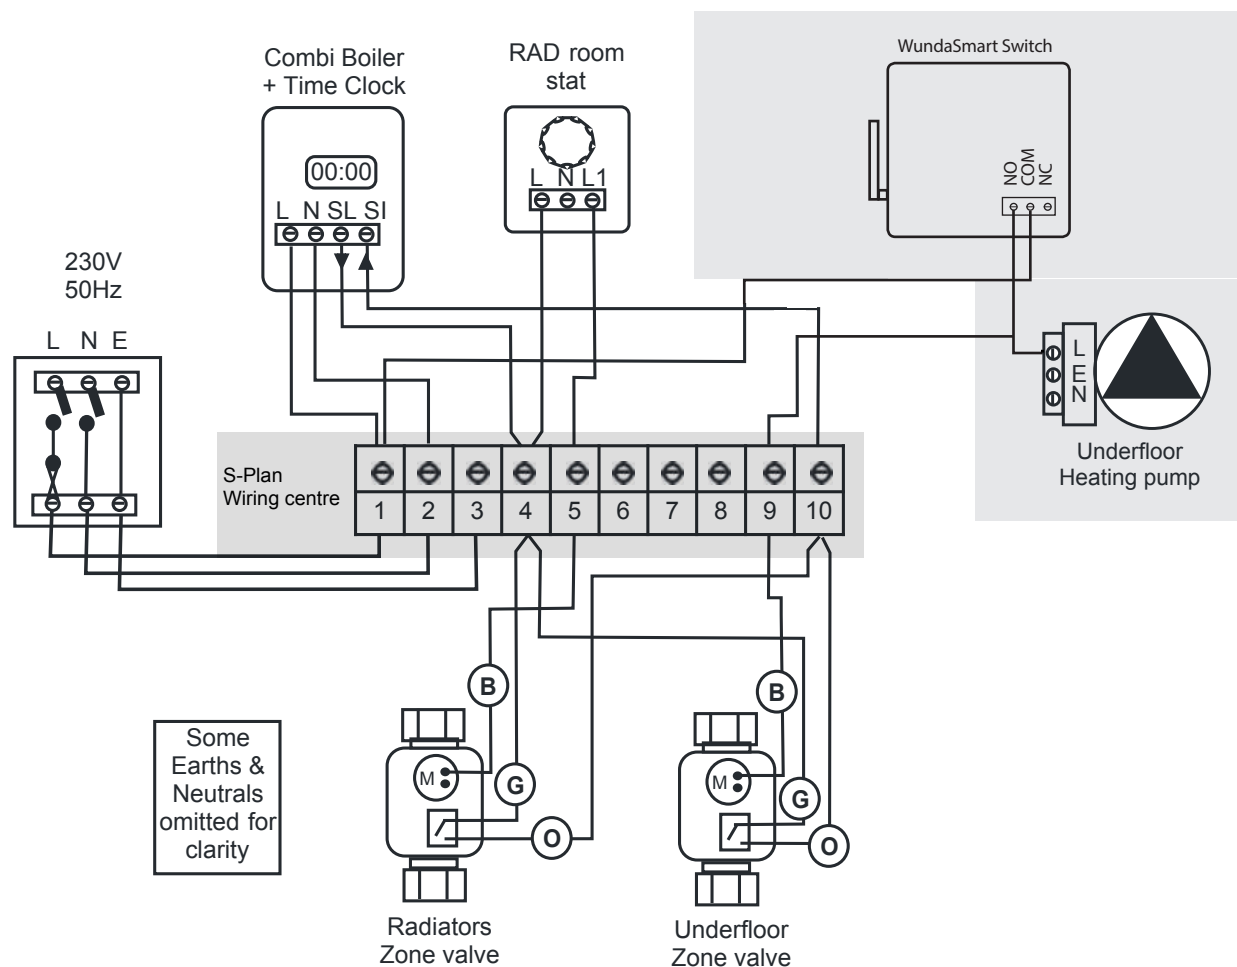 WundaSmart Switch
Combi Boiler
+ Time Clock
RAD room
stat
00:00
L N SL SI
L N L1
NO
COM
NC
230V
50Hz
L N E
L
E
N
Underfloor
Heating pump
S-Plan
Wiring centre
1 2 3 4 5 6 7 8 9 10
B
B
M
M
G
G
O
O
Some
Earths &
Neutrals
omitted for
clarity
Radiators
Zone valve
Underfloor
Zone valve